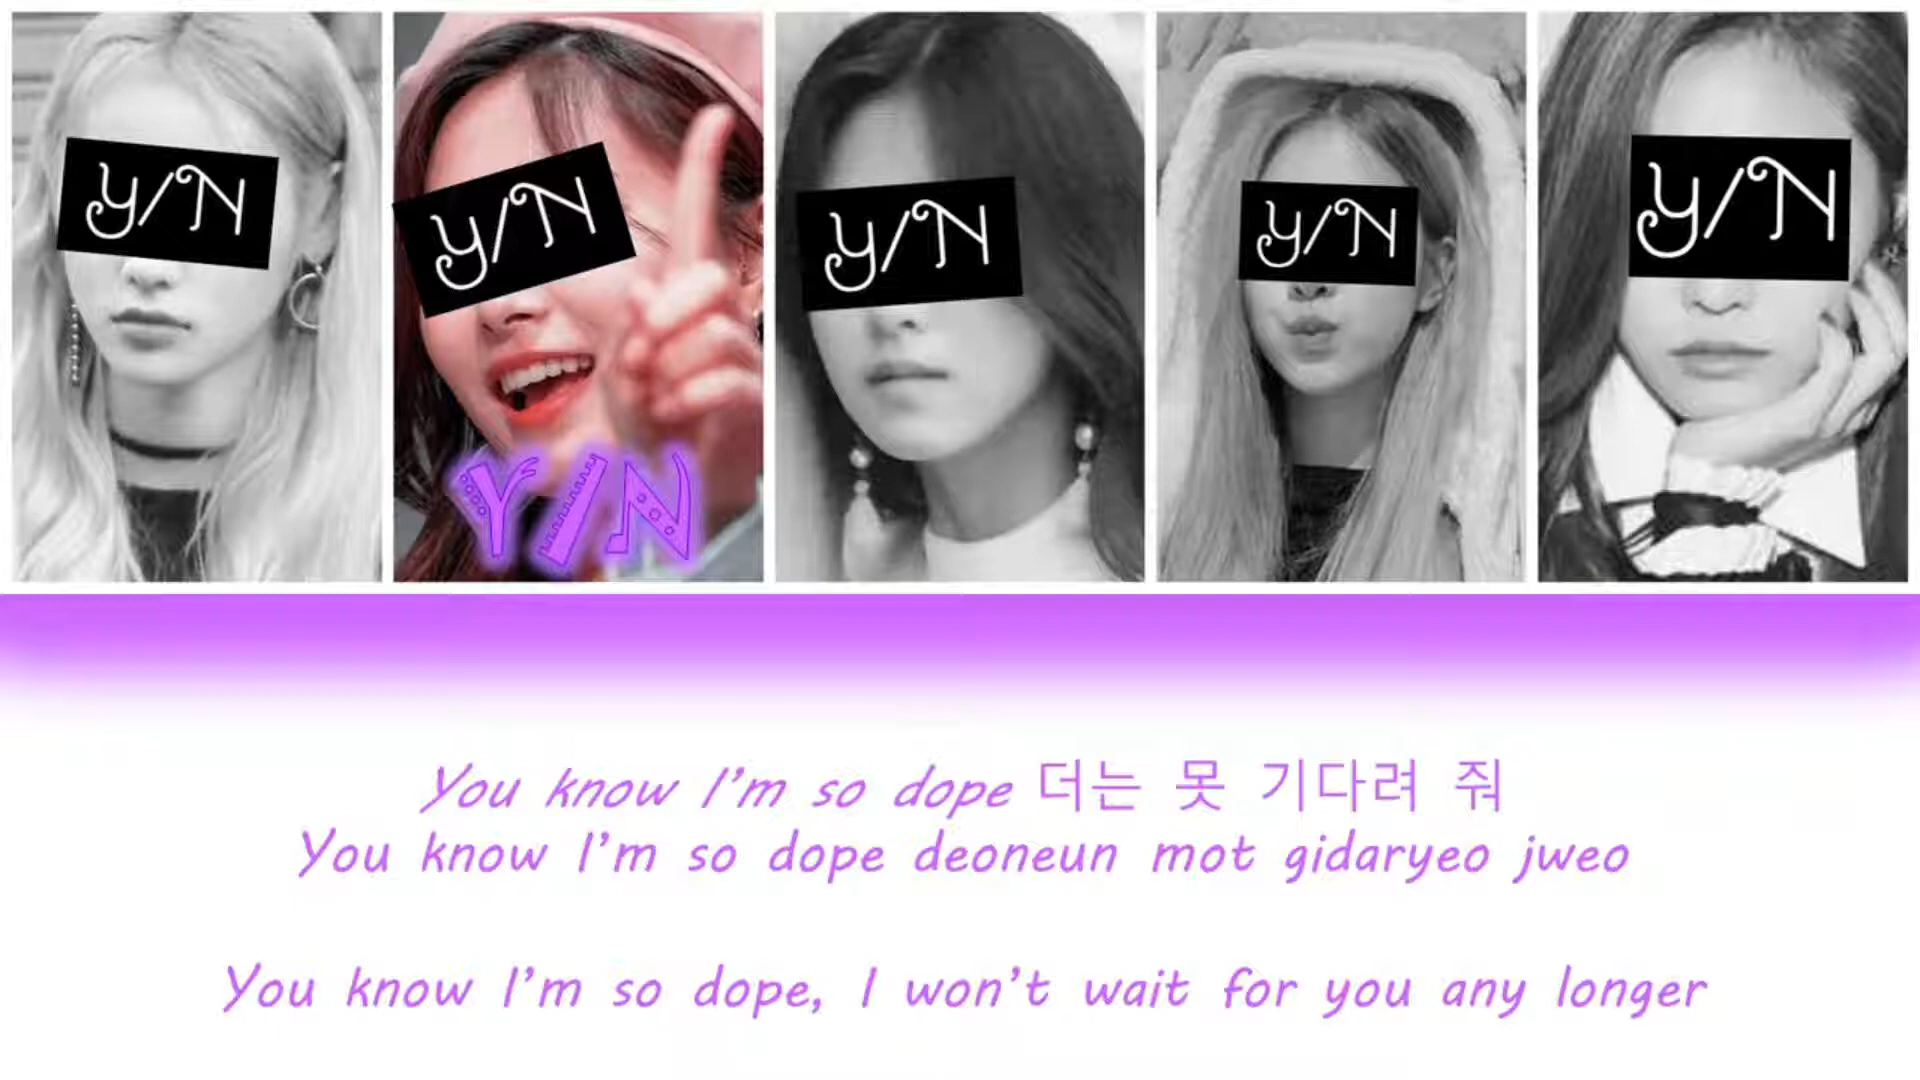 Y/N
Y/N
Y/N
Y/N
Y/N
Y/N
You know I'm so dope 더는 못 기다려 줘
You know I'm so dope deoneun mot gidaryeo jweo
You know I'm so dope, I won't wait for you any longer